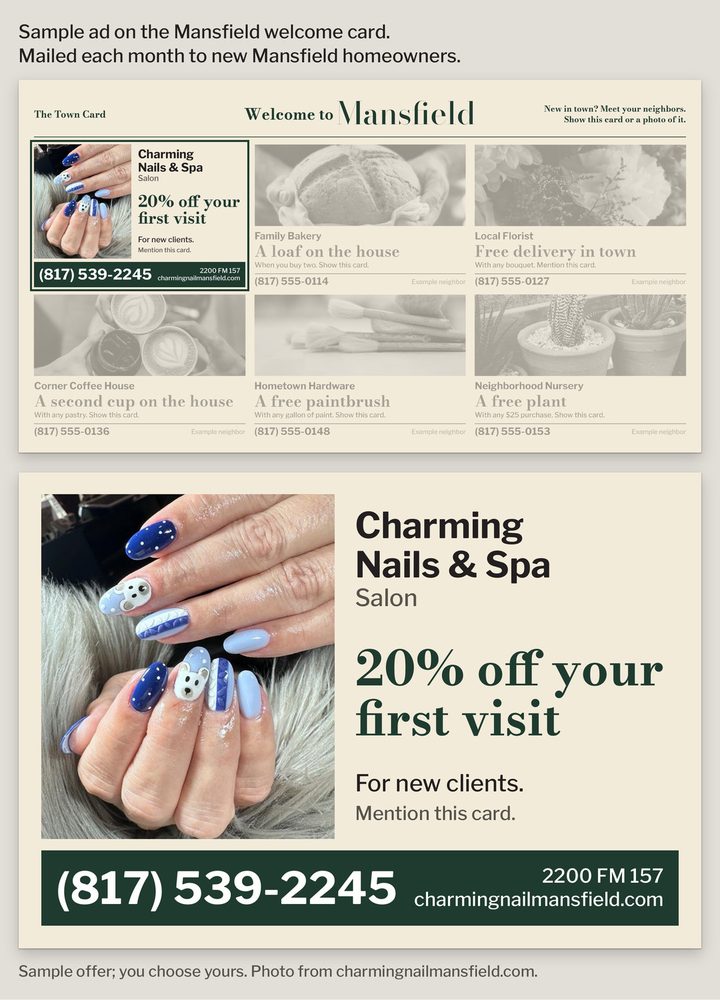 Sample ad on the Mansfield welcome card.
Mailed each month to new Mansfield homeowners.
The Town Card
Welcome to Mansfield
New in town? Meet your neighbors.
Show this card or a photo of it.
Charming
Nails & Spa
Salon
20% off your
first visit
For new clients.
Mention this card.
(817) 539-2245
2200 FM 157
charmingnailmansfield.com
Family Bakery
A loaf on the house
When you buy two. Show this card.
(817) 555-0114
Example neighbor
Local Florist
Free delivery in town
With any bouquet. Mention this card.
(817) 555-0127
Example neighbor
Corner Coffee House
A second cup on the house
With any pastry. Show this card.
(817) 555-0136
Example neighbor
Hometown Hardware
A free paintbrush
With any gallon of paint. Show this card.
(817) 555-0148
Example neighbor
Neighborhood Nursery
A free plant
With any $25 purchase. Show this card.
(817) 555-0153
Example neighbor
Charming
Nails & Spa
Salon
20% off your
first visit
For new clients.
Mention this card.
(817) 539-2245
2200 FM 157
charmingnailmansfield.com
Sample offer; you choose yours. Photo from charmingnailmansfield.com.